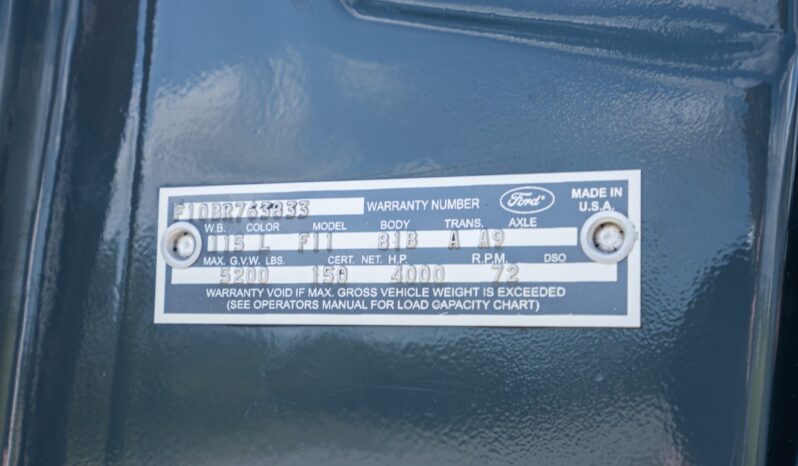 F10BR763833 WARRANTY NUMBER Ford MADE IN U.S.A.
W.B. COLOR MODEL BODY TRANS. AXLE
115 L F11 81B A A9
MAX. G.V.W. LBS. CERT. NET. H.P. R.P.M. DSO
5200 150 4000 72
WARRANTY VOID IF MAX. GROSS VEHICLE WEIGHT IS EXCEEDED
(SEE OPERATORS MANUAL FOR LOAD CAPACITY CHART)